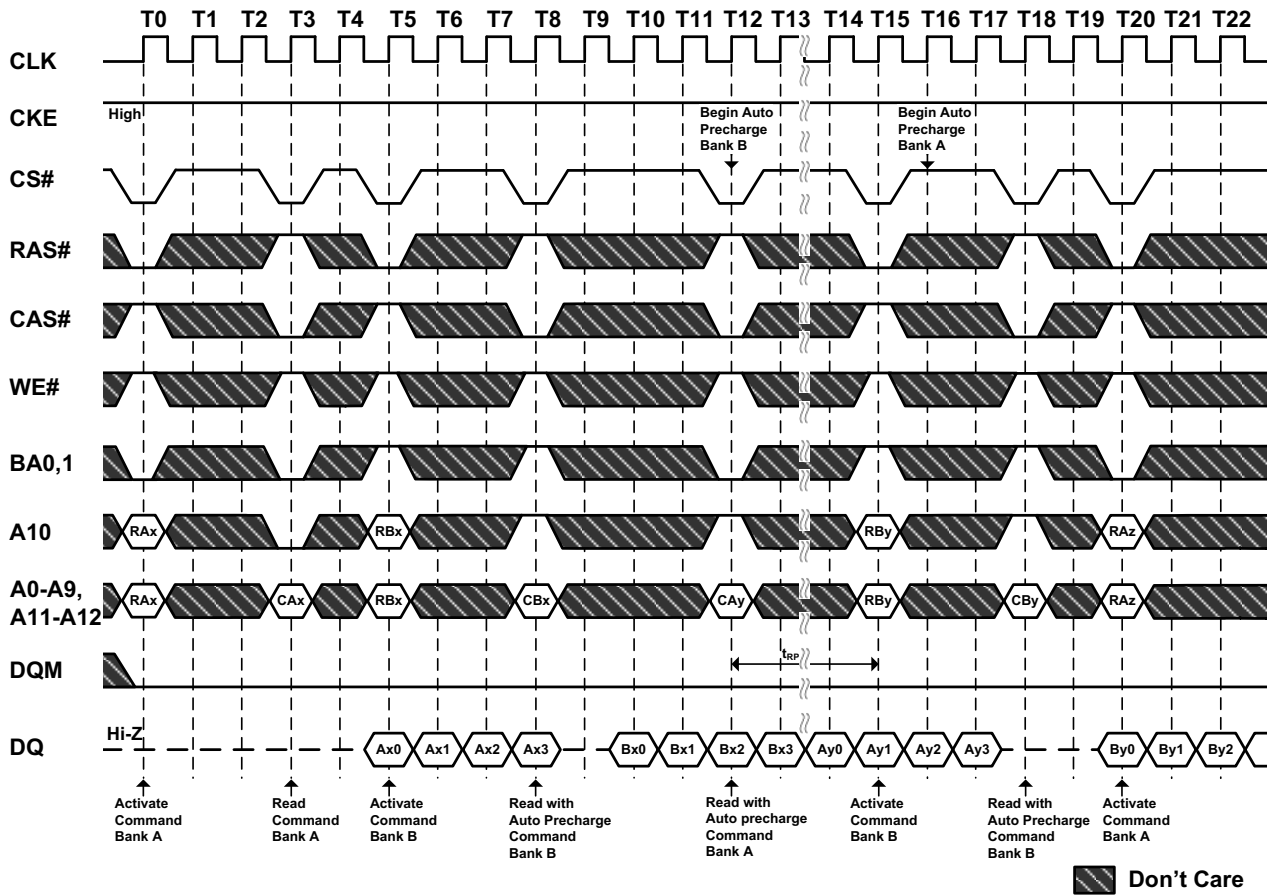 T0 T1 T2 T3 T4 T5 T6 T7 T8 T9 T10 T11 T12 T13 T14 T15 T16 T17 T18 T19 T20 T21 T22
CLK
CKE
High
Begin Auto
Precharge
Bank B
Begin Auto
Precharge
Bank A
CS#
RAS#
CAS#
WE#
BA0,1
A10
RAx RBx RBy RAz
A0-A9,
A11-A12
RAx CAx RBx CBx CAy RBy CBy RAz
DQM
tRP
DQ
Hi-Z
Ax0 Ax1 Ax2 Ax3 Bx0 Bx1 Bx2 Bx3 Ay0 Ay1 Ay2 Ay3 By0 By1 By2
Activate
Command
Bank A
Read
Command
Bank A
Activate
Command
Bank B
Read with
Auto Precharge
Command
Bank B
Read with
Auto precharge
Command
Bank A
Activate
Command
Bank B
Read with
Auto Precharge
Command
Bank B
Activate
Command
Bank A
Don't Care